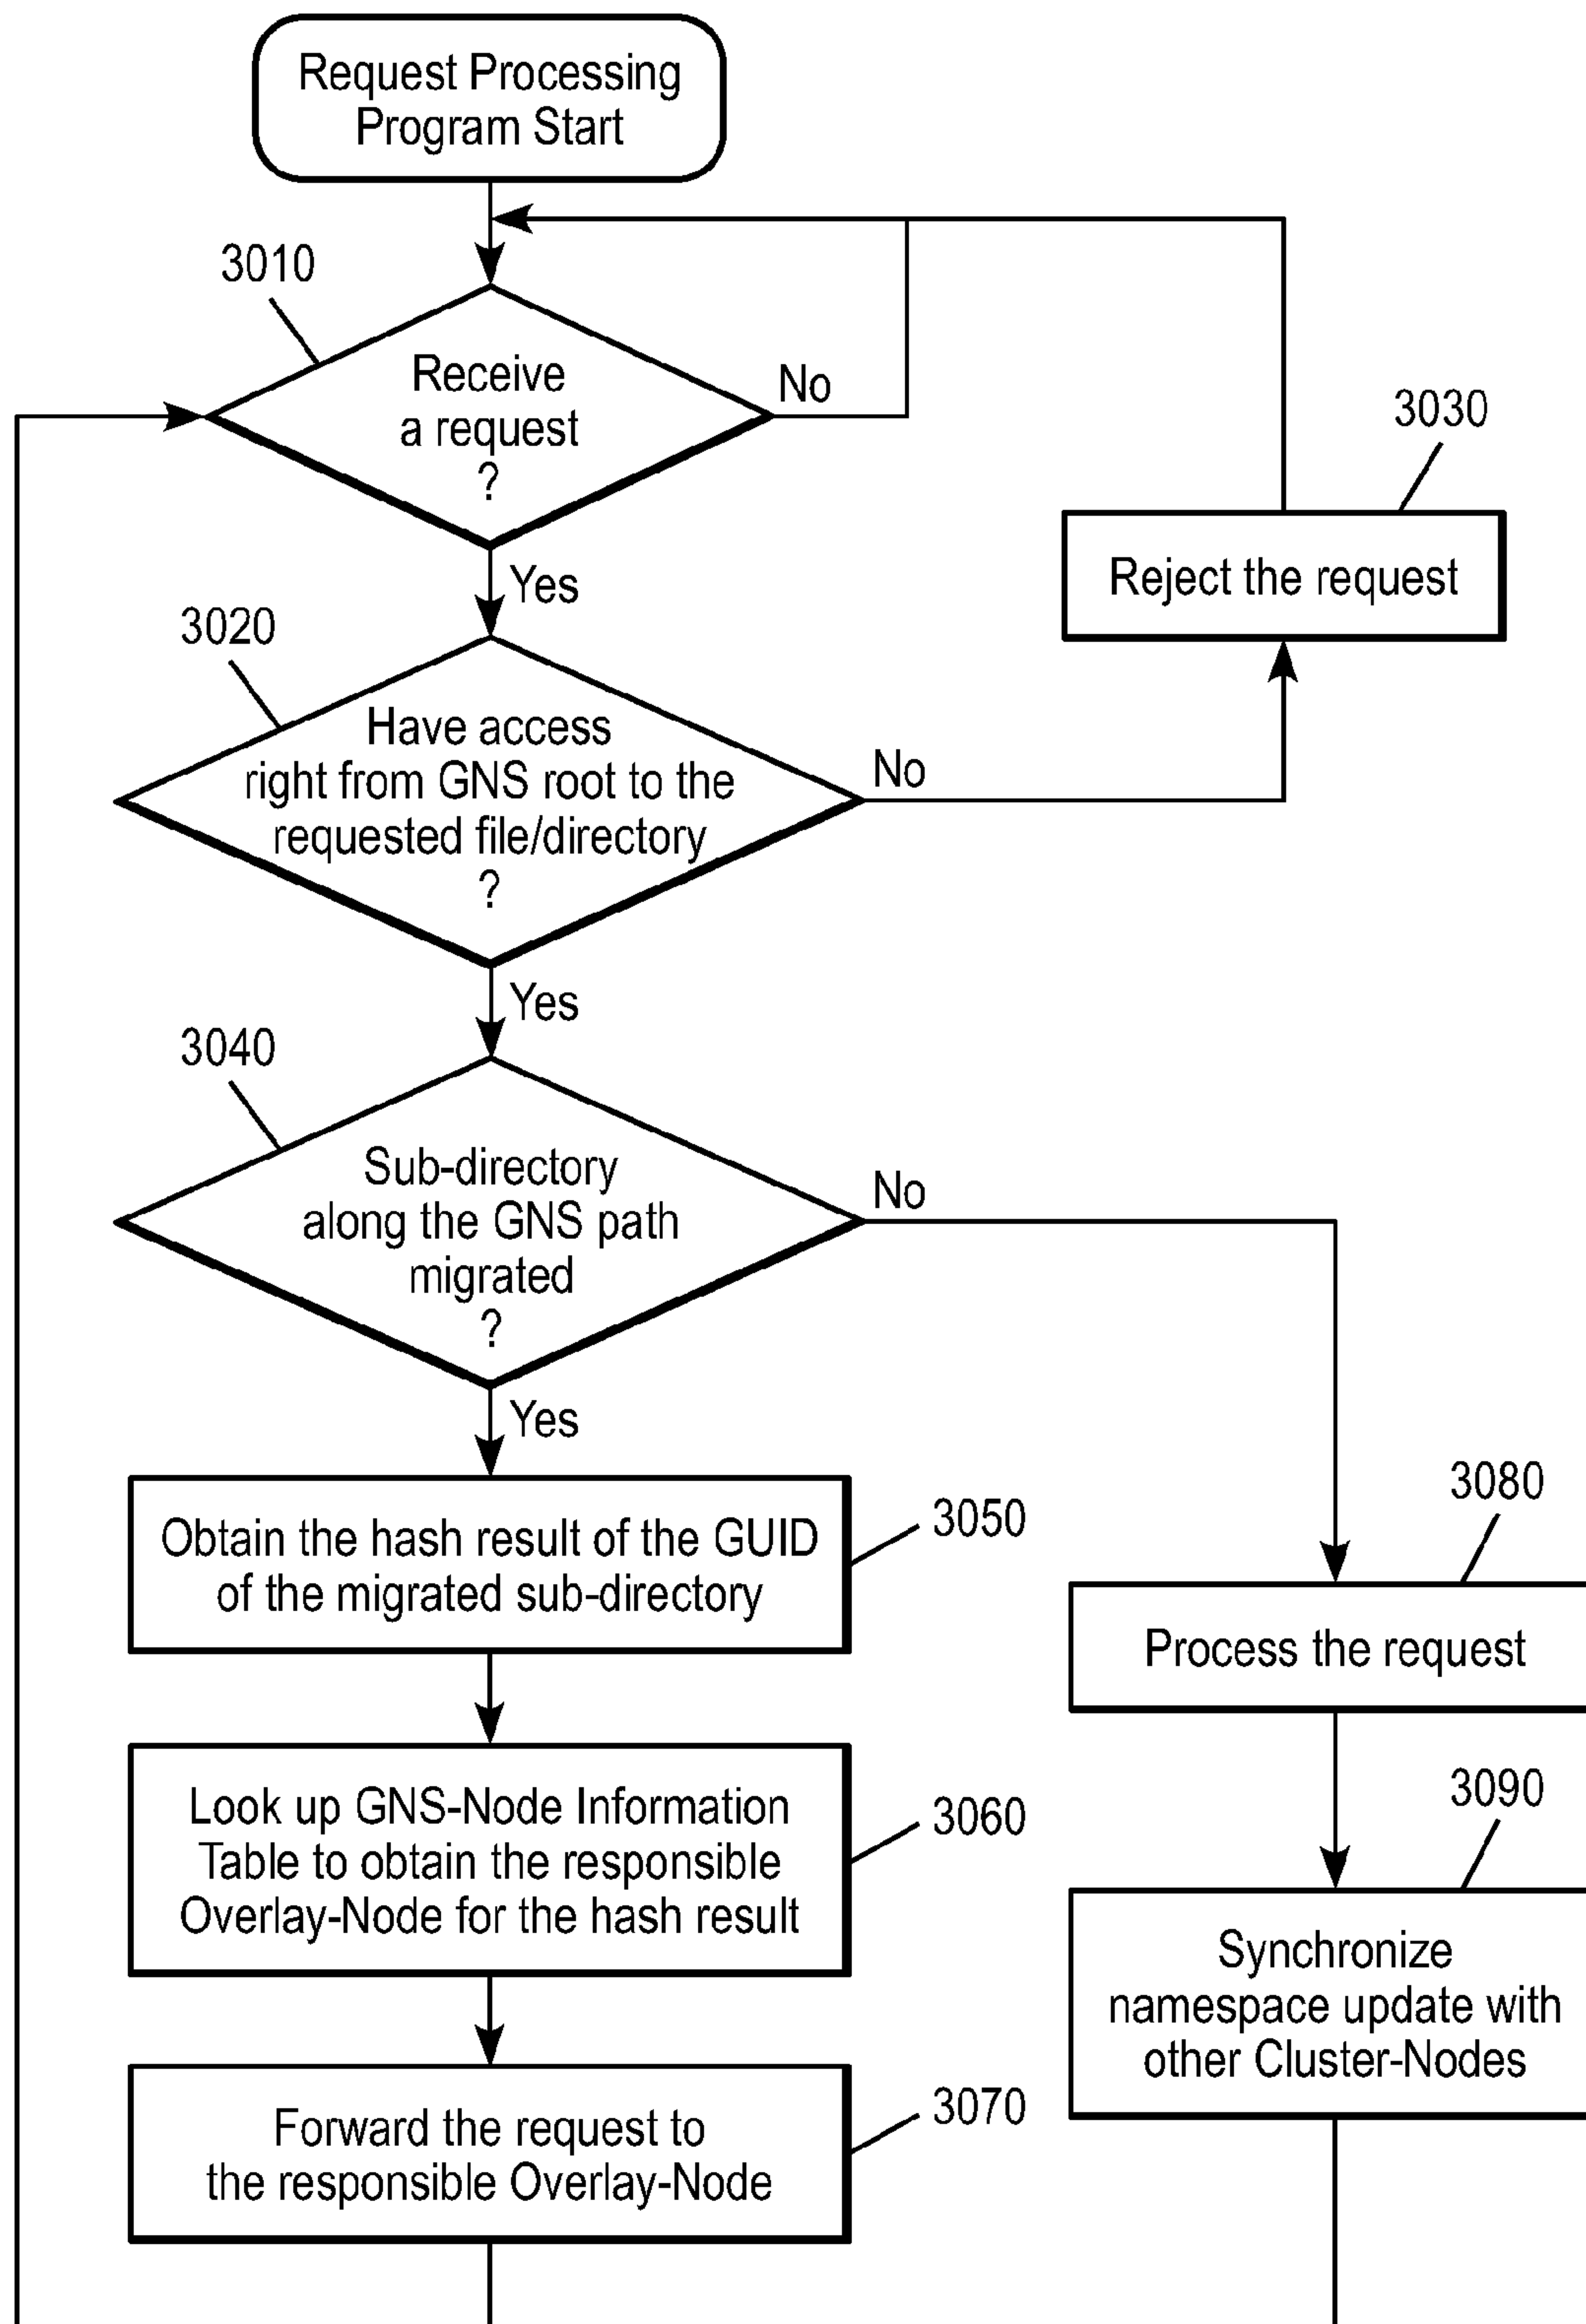 Request Processing
Program Start
3010
Receive
a request
?
No
Yes
3030
Reject the request
3020
Have access
right from GNS root to the
requested file/directory
?
No
Yes
3040
Sub-directory
along the GNS path
migrated
?
No
Yes
3050
Obtain the hash result of the GUID
of the migrated sub-directory
3060
Look up GNS-Node Information
Table to obtain the responsible
Overlay-Node for the hash result
3070
Forward the request to
the responsible Overlay-Node
3080
Process the request
3090
Synchronize
namespace update with
other Cluster-Nodes